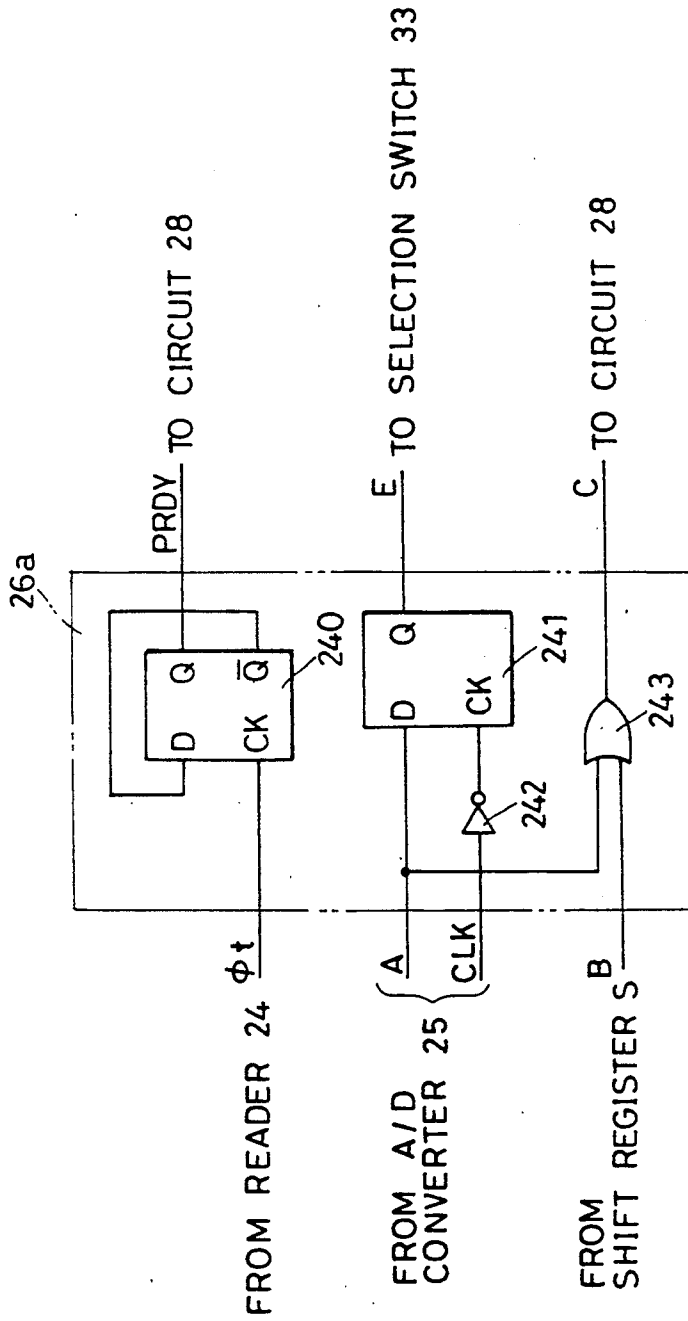 26a
FROM READER 24
ϕt
D Q
CK Q̅
240
PRDY
TO CIRCUIT 28
FROM A/D
CONVERTER 25
A
CLK
242
D Q
CK
241
E
TO SELECTION SWITCH 33
FROM
SHIFT REGISTER S
B
243
C
TO CIRCUIT 28